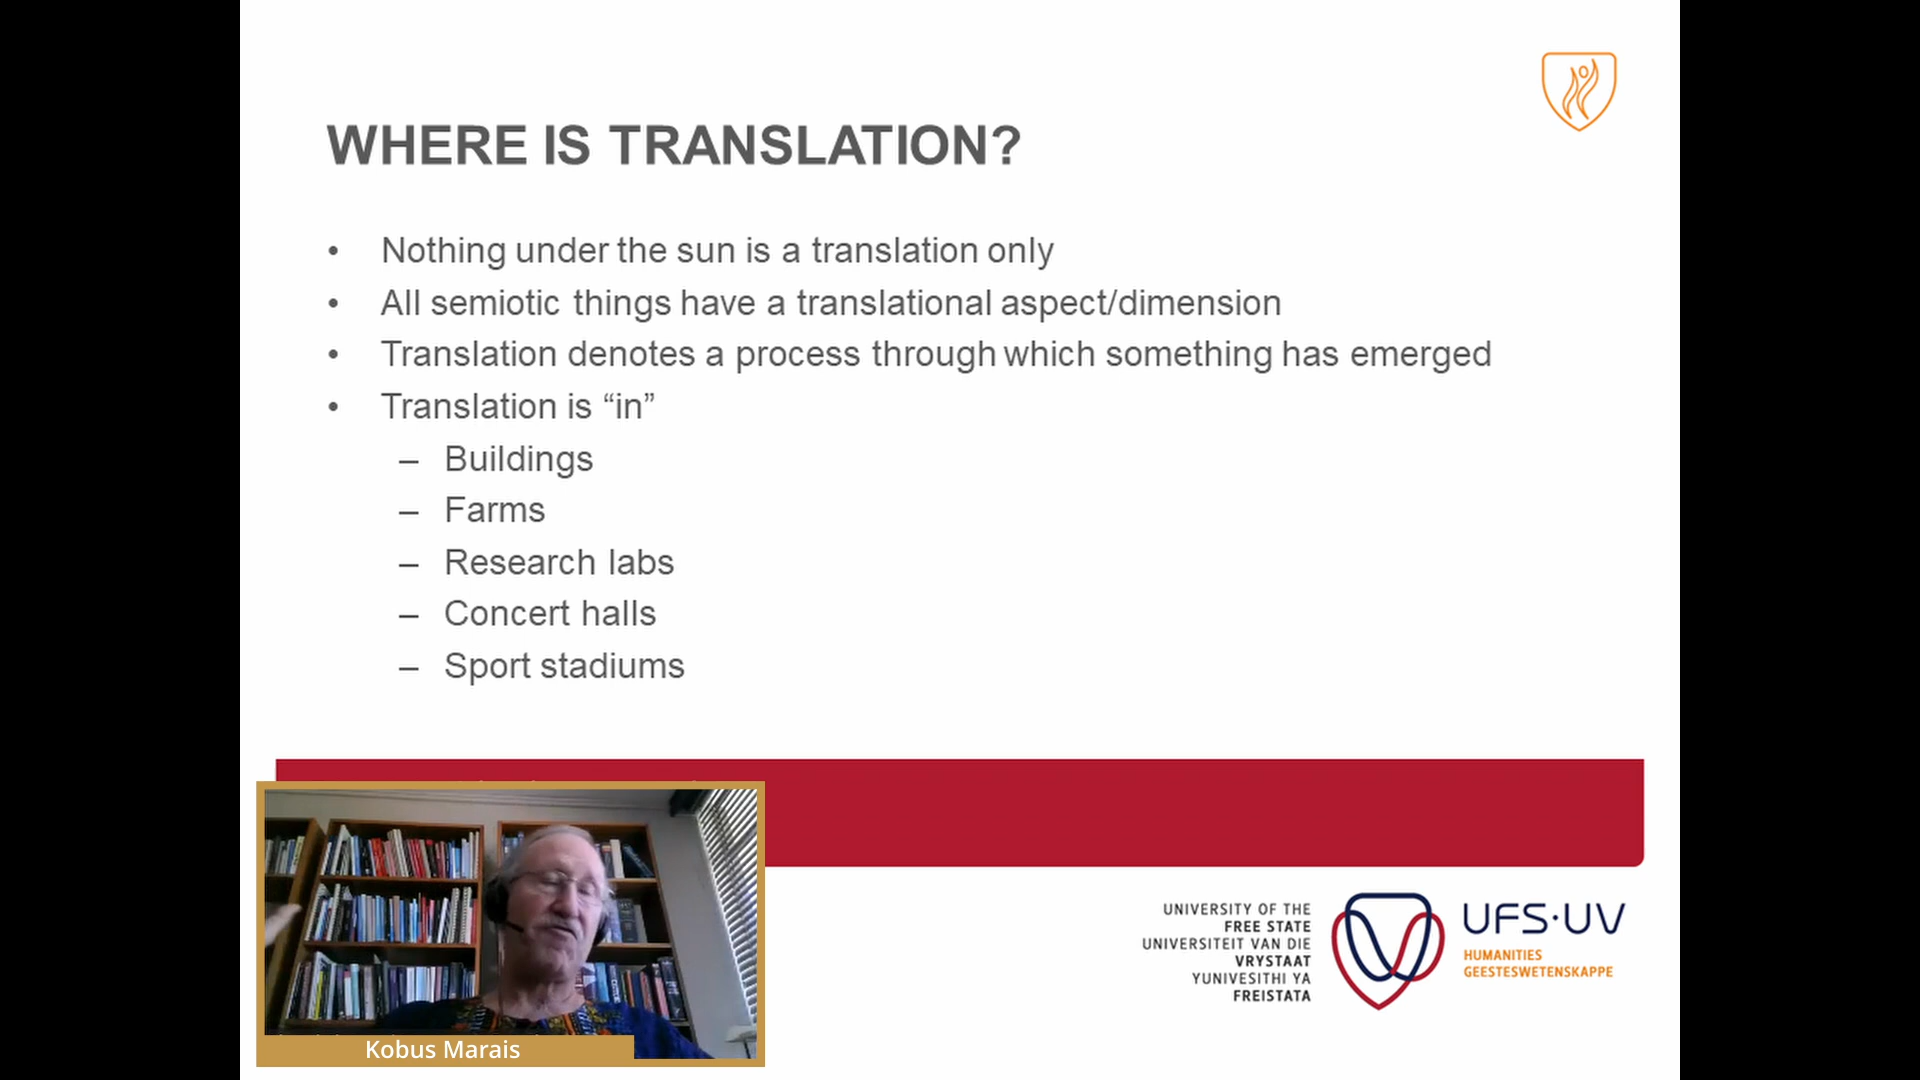 WHERE IS TRANSLATION?
• Nothing under the sun is a translation only
• All semiotic things have a translational aspect/dimension
• Translation denotes a process through which something has emerged
• Translation is “in”
– Buildings
– Farms
– Research labs
– Concert halls
– Sport stadiums
UNIVERSITY OF THE
FREE STATE
UNIVERSITEIT VAN DIE
VRYSTAAT
YUNIVESITHI YA
FREISTATA
UFS·UV
HUMANITIES
GEESTESWETENSKAPPE
Kobus Marais